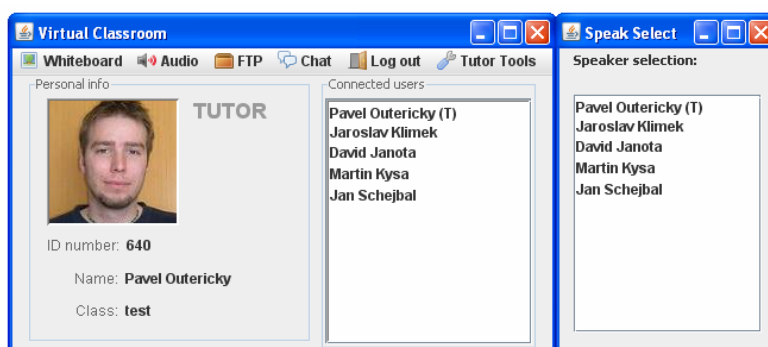 Virtual Classroom
Whiteboard Audio FTP Chat Log out Tutor Tools
Personal info
TUTOR
ID number: 640
Name: Pavel Outericky
Class: test
Connected users
Pavel Outericky (T)
Jaroslav Klimek
David Janota
Martin Kysa
Jan Schejbal
Speak Select
Speaker selection:
Pavel Outericky (T)
Jaroslav Klimek
David Janota
Martin Kysa
Jan Schejbal